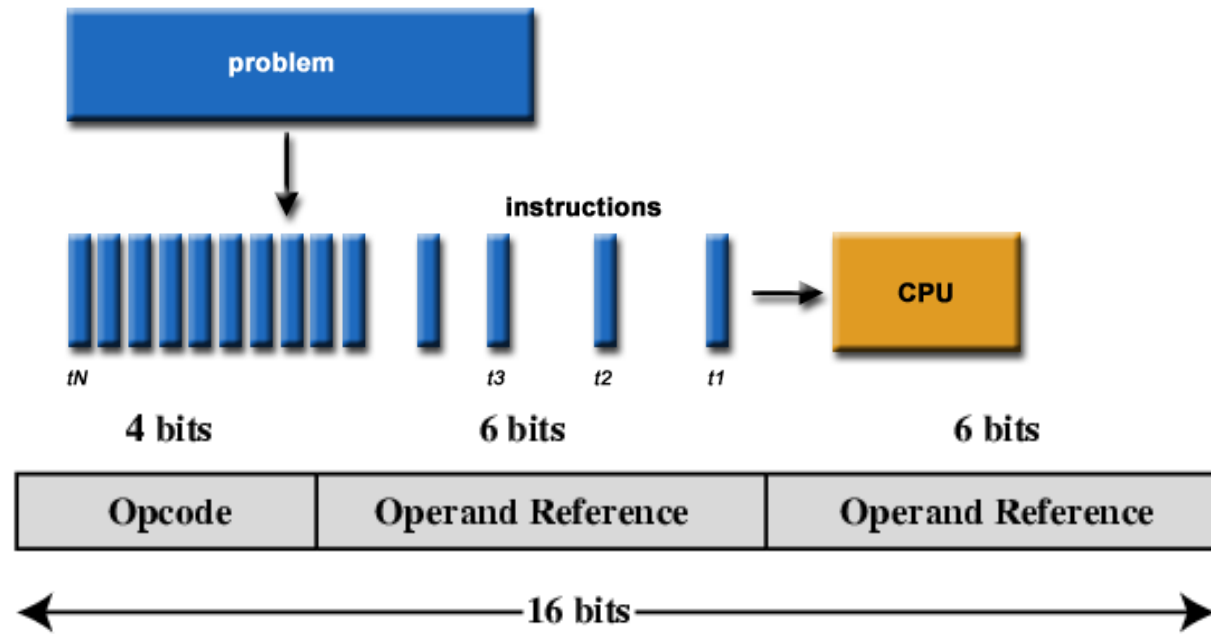 problem
instructions
CPU
tN t3 t2 t1
4 bits 6 bits 6 bits
Opcode Operand Reference Operand Reference
16 bits